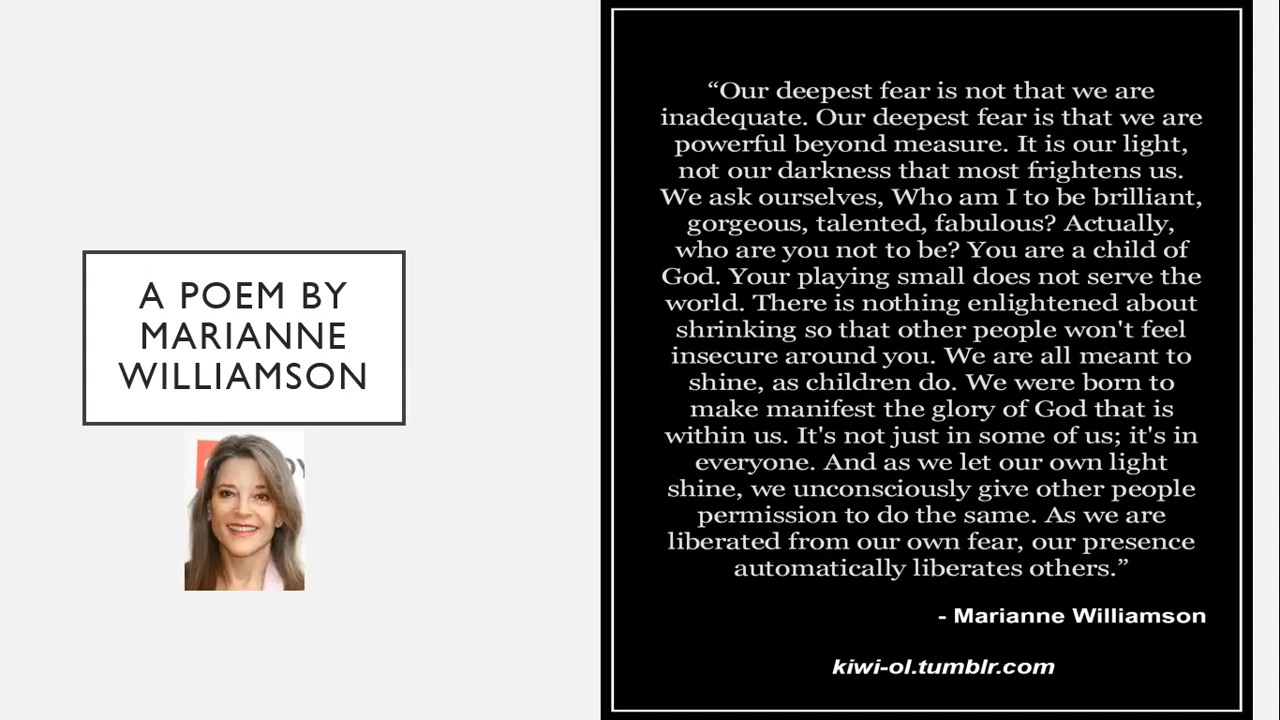 A POEM BY
MARIANNE
WILLIAMSON
“Our deepest fear is not that we are
inadequate. Our deepest fear is that we are
powerful beyond measure. It is our light,
not our darkness that most frightens us.
We ask ourselves, Who am I to be brilliant,
gorgeous, talented, fabulous? Actually,
who are you not to be? You are a child of
God. Your playing small does not serve the
world. There is nothing enlightened about
shrinking so that other people won't feel
insecure around you. We are all meant to
shine, as children do. We were born to
make manifest the glory of God that is
within us. It's not just in some of us; it's in
everyone. And as we let our own light
shine, we unconsciously give other people
permission to do the same. As we are
liberated from our own fear, our presence
automatically liberates others.”
- Marianne Williamson
kiwi-ol.tumblr.com